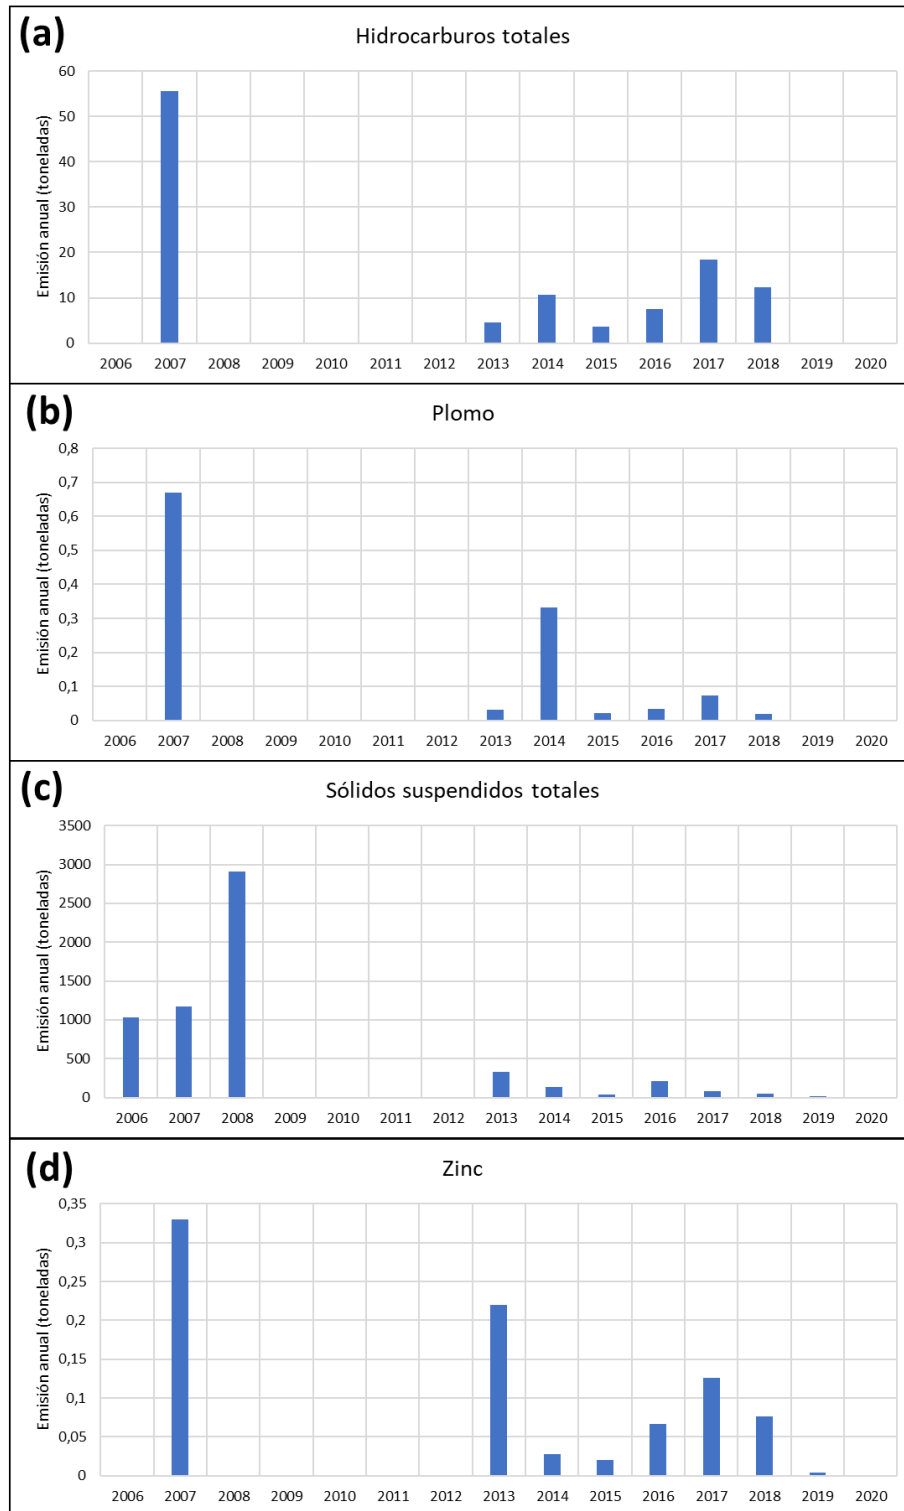 (a)
Hidrocarburos totales
Emisión anual (toneladas)
60
50
40
30
20
10
0
2006 2007 2008 2009 2010 2011 2012 2013 2014 2015 2016 2017 2018 2019 2020
(b)
Plomo
Emisión anual (toneladas)
0,8
0,7
0,6
0,5
0,4
0,3
0,2
0,1
0
2006 2007 2008 2009 2010 2011 2012 2013 2014 2015 2016 2017 2018 2019 2020
(c)
Sólidos suspendidos totales
Emisión anual (toneladas)
3500
3000
2500
2000
1500
1000
500
0
2006 2007 2008 2009 2010 2011 2012 2013 2014 2015 2016 2017 2018 2019 2020
(d)
Zinc
Emisión anual (toneladas)
0,35
0,3
0,25
0,2
0,15
0,1
0,05
0
2006 2007 2008 2009 2010 2011 2012 2013 2014 2015 2016 2017 2018 2019 2020